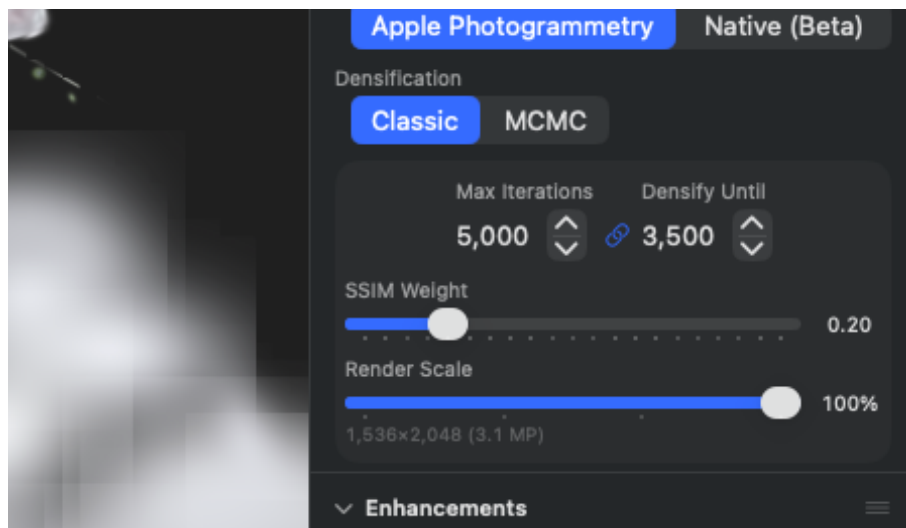 Apple Photogrammetry Native (Beta)
Densification
Classic MCMC
Max Iterations Densify Until
5,000 3,500
SSIM Weight
0.20
Render Scale
100%
1,536×2,048 (3.1 MP)
Enhancements